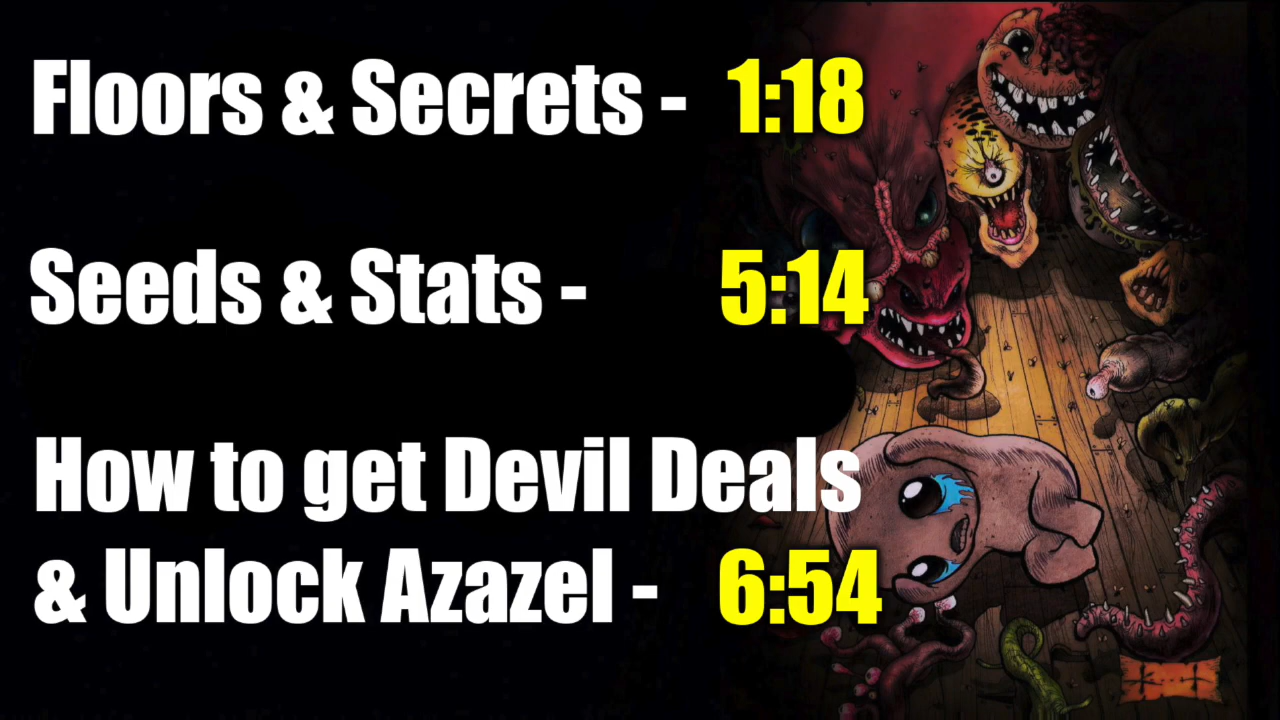 Floors & Secrets - 1:18
Seeds & Stats - 5:14
How to get Devil Deals
& Unlock Azazel - 6:54